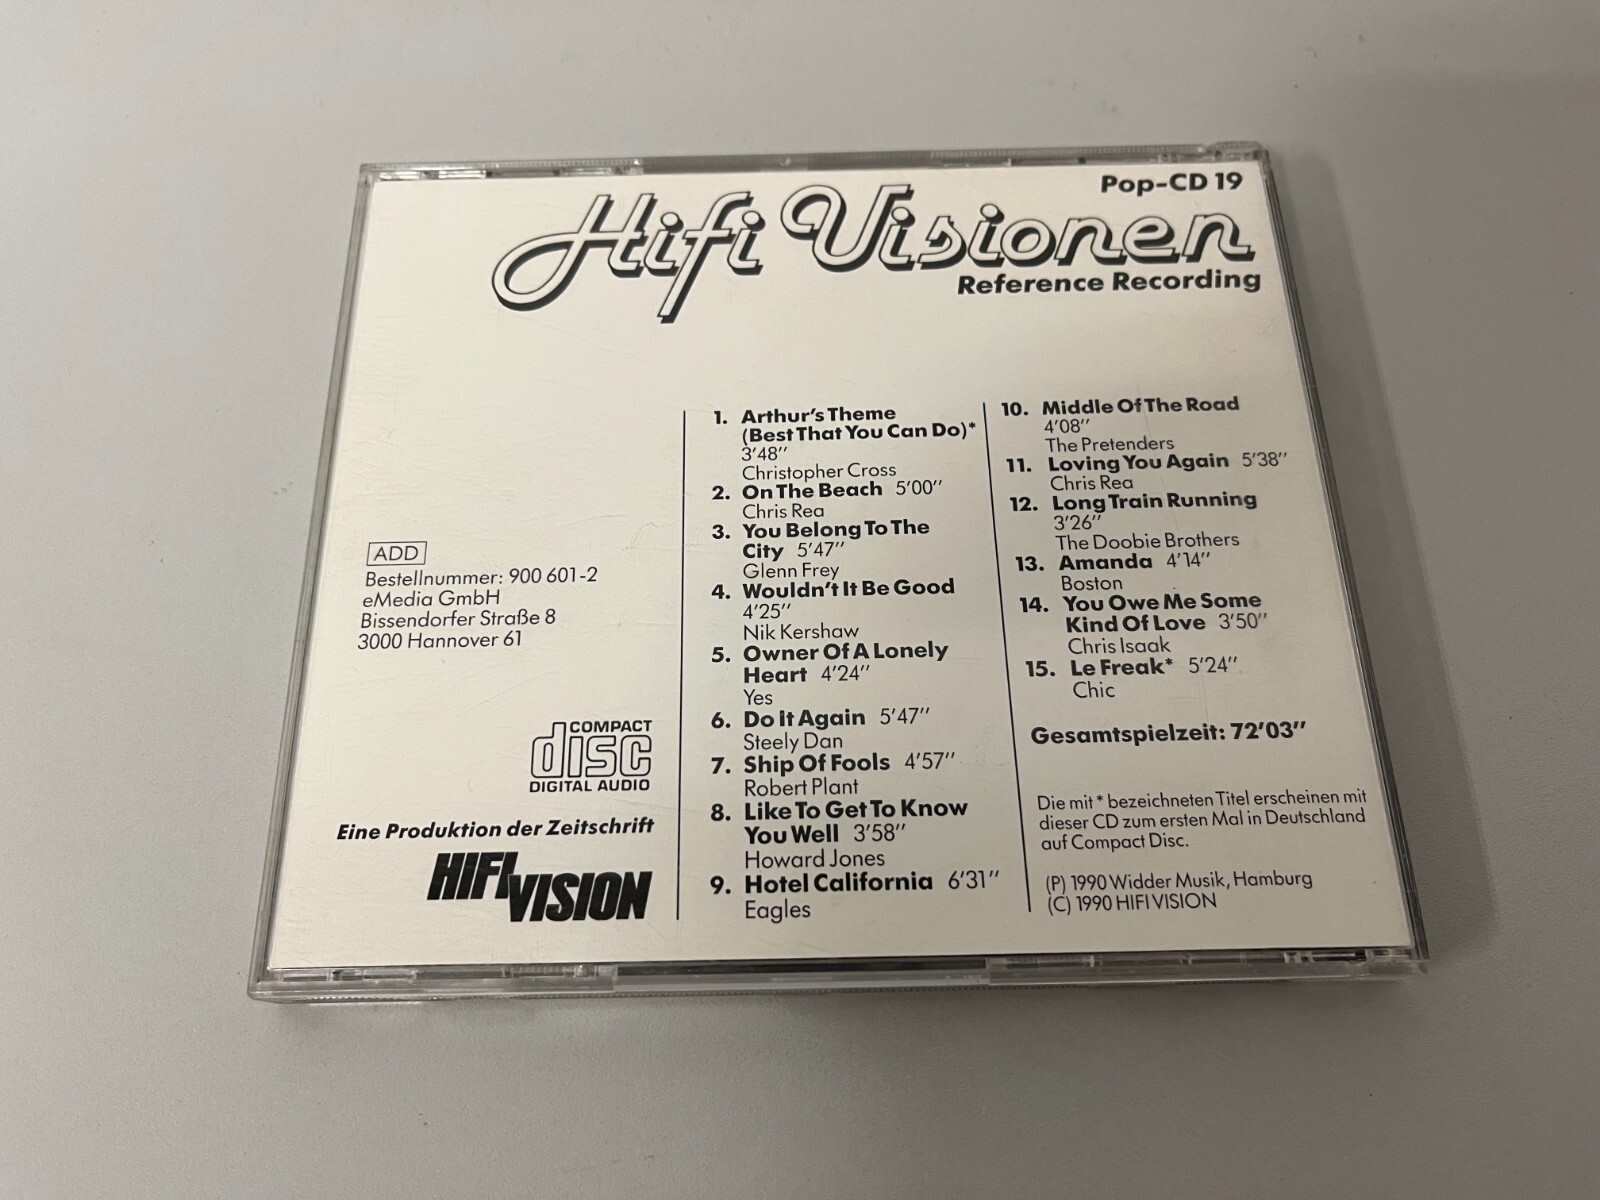 Pop-CD 19
Hifi Visionen
Reference Recording
ADD
Bestellnummer: 900 601-2
eMedia GmbH
Bissendorfer Straße 8
3000 Hannover 61
COMPACT
disc
DIGITAL AUDIO
Eine Produktion der Zeitschrift
HIFI VISION
1. Arthur's Theme
(Best That You Can Do)*
3'48''
Christopher Cross
2. On The Beach 5'00''
Chris Rea
3. You Belong To The
City 5'47''
Glenn Frey
4. Wouldn't It Be Good
4'25''
Nik Kershaw
5. Owner Of A Lonely
Heart 4'24''
Yes
6. Do it Again 5'47''
Steely Dan
7. Ship Of Fools 4'57''
Robert Plant
8. Like To Get To Know
You Well 3'58''
Howard Jones
9. Hotel California 6'31''
Eagles
10. Middle Of The Road
4'08''
The Pretenders
11. Loving You Again 5'38''
Chris Rea
12. Long Train Running
3'26''
The Doobie Brothers
13. Amanda 4'14''
Boston
14. You Owe Me Some
Kind Of Love 3'50''
Chris Isaak
15. Le Freak* 5'24''
Chic
Gesamtspielzeit: 72'03''
Die mit * bezeichneten Titel erscheinen mit
dieser CD zum ersten Mal in Deutschland
auf Compact Disc.
(P) 1990 Widder Musik, Hamburg
(C) 1990 HIFI VISION